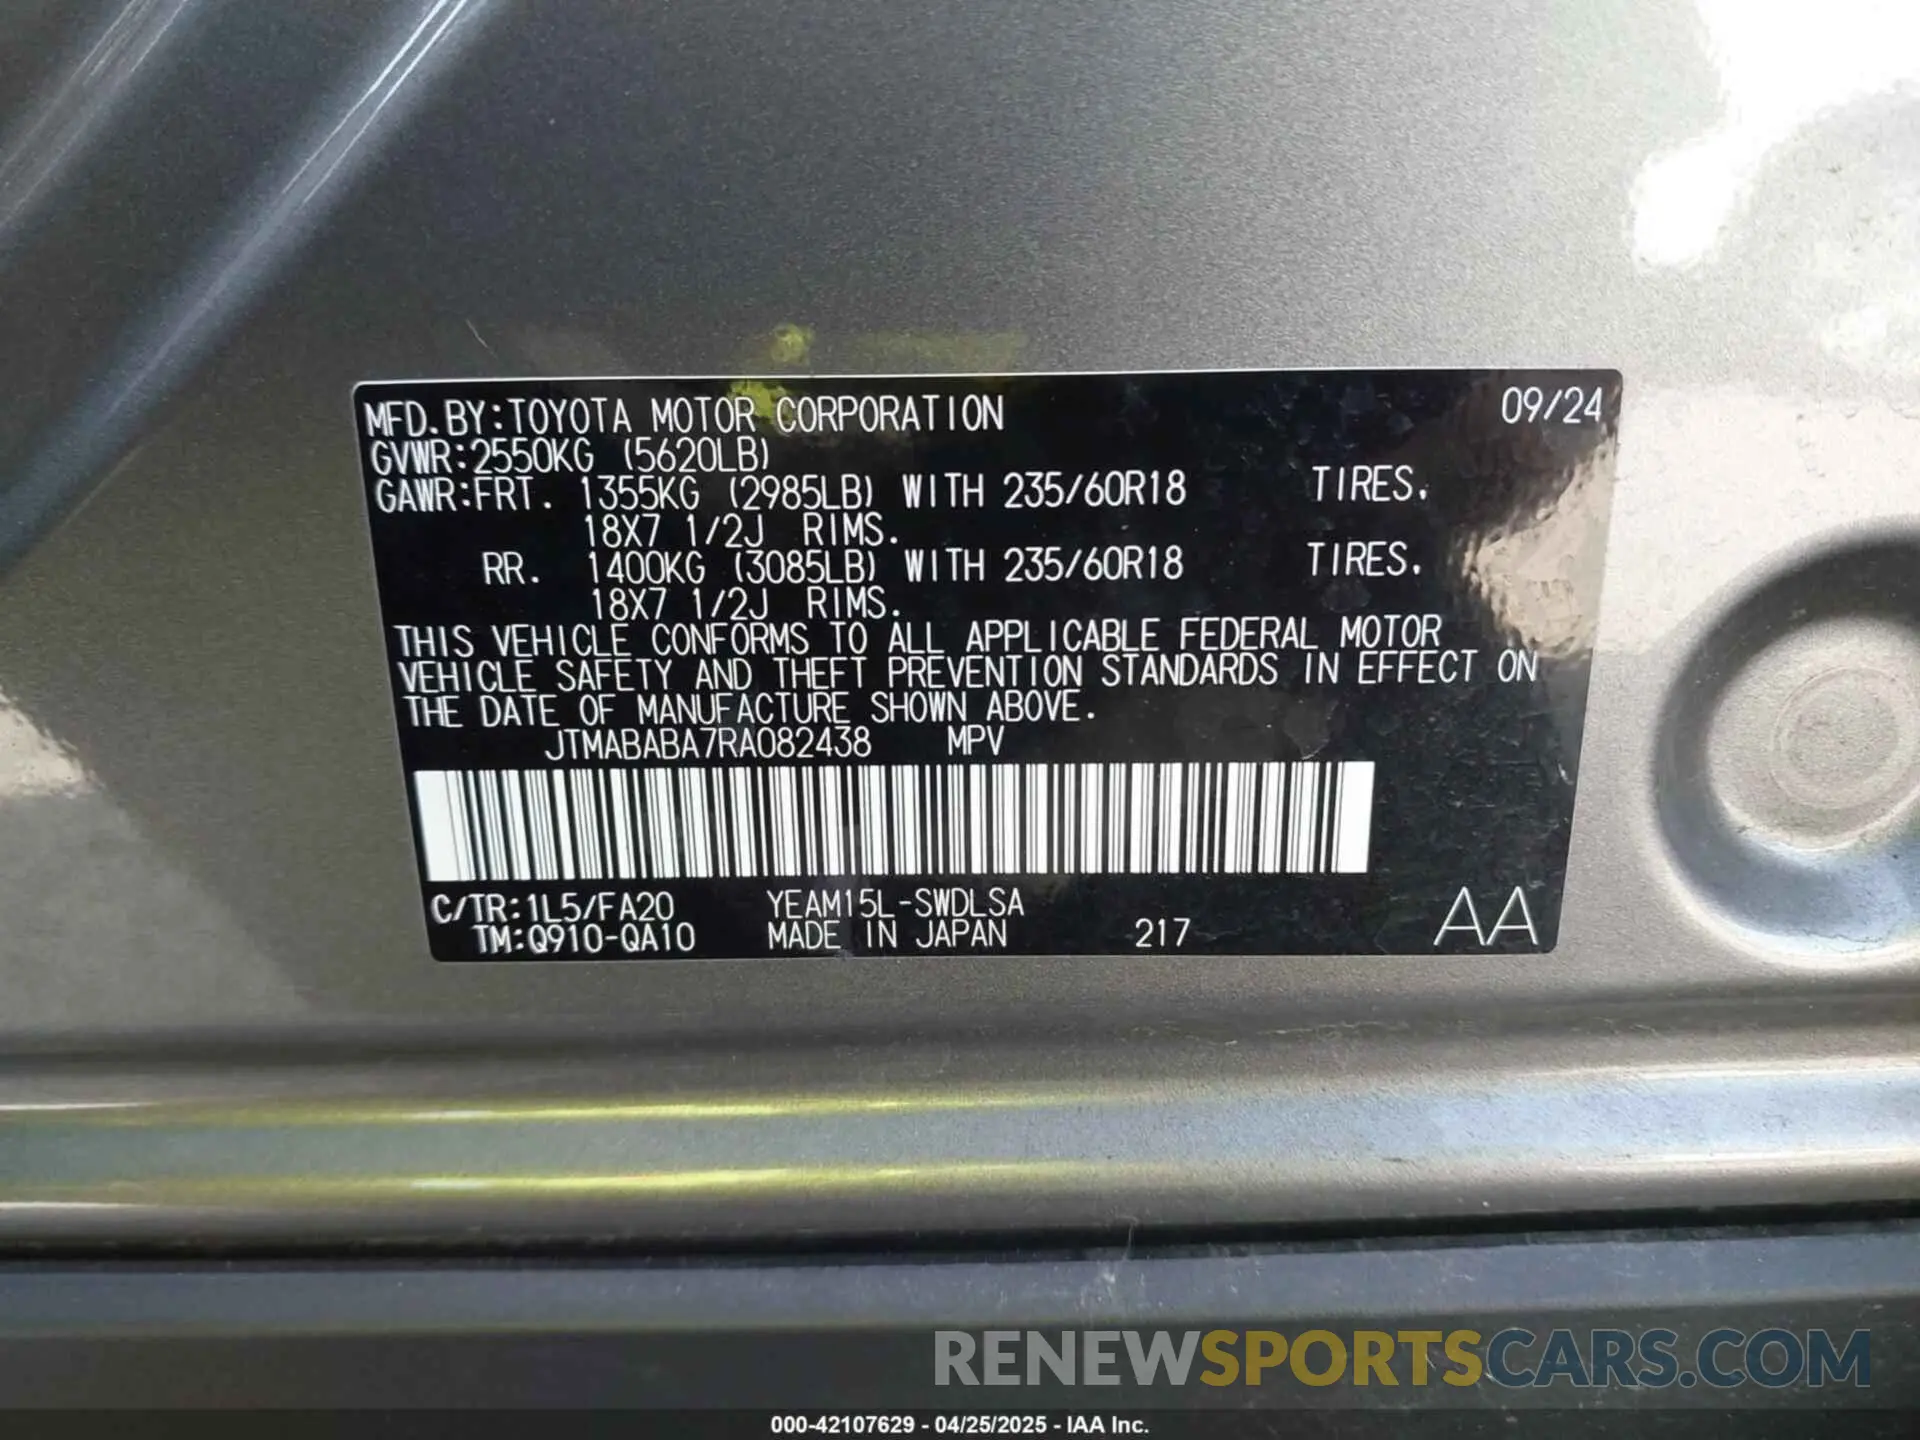 MFD. BY: TOYOTA MOTOR CORPORATION 09/24
GVWR: 2550KG (5620LB)
GAWR: FRT. 1355KG (2985LB) WITH 235/60R18 TIRES.
18X7 1/2J RIMS.
RR. 1400KG (3085LB) WITH 235/60R18 TIRES.
18X7 1/2J RIMS.
THIS VEHICLE CONFORMS TO ALL APPLICABLE FEDERAL MOTOR
VEHICLE SAFETY AND THEFT PREVENTION STANDARDS IN EFFECT ON
THE DATE OF MANUFACTURE SHOWN ABOVE.
JTMABABA7RA082438 MPV
C/TR: 1L5/FA20 YEAM15L-SWDLSA
TM: Q910-QA10 MADE IN JAPAN 217 AA
RENEWSPORTSCARS.COM
000-42107629 - 04/25/2025 - IAA Inc.